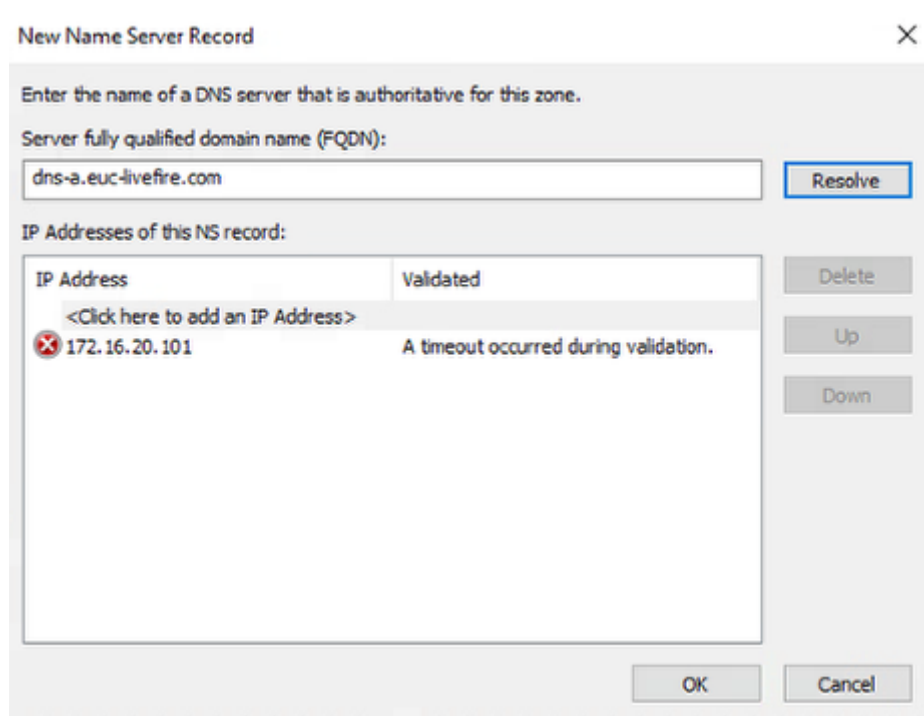 New Name Server Record
Enter the name of a DNS server that is authoritative for this zone.
Server fully qualified domain name (FQDN):
dns-a.euc-livefire.com
Resolve
IP Addresses of this NS record:
IP Address Validated
Delete
<Click here to add an IP Address>
172.16.20.101 A timeout occurred during validation.
Up
Down
OK Cancel